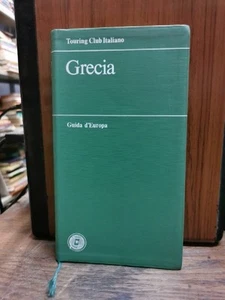 Touring Club Italiano
Grecia
Guida d'Europa